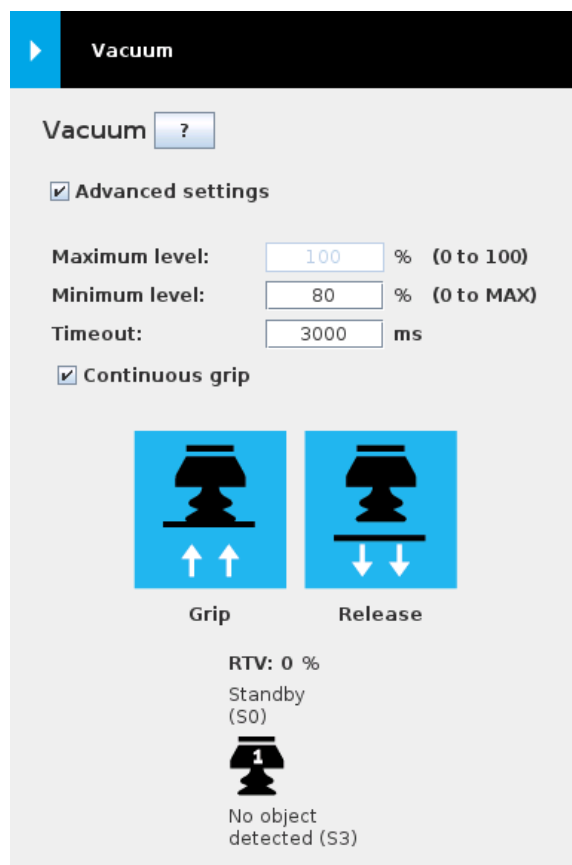 Vacuum
Vacuum ?
Advanced settings
Maximum level: 100 % (0 to 100)
Minimum level: 80 % (0 to MAX)
Timeout: 3000 ms
Continuous grip
Grip Release
RTV: 0 %
Standby
(S0)
1
No object
detected (S3)